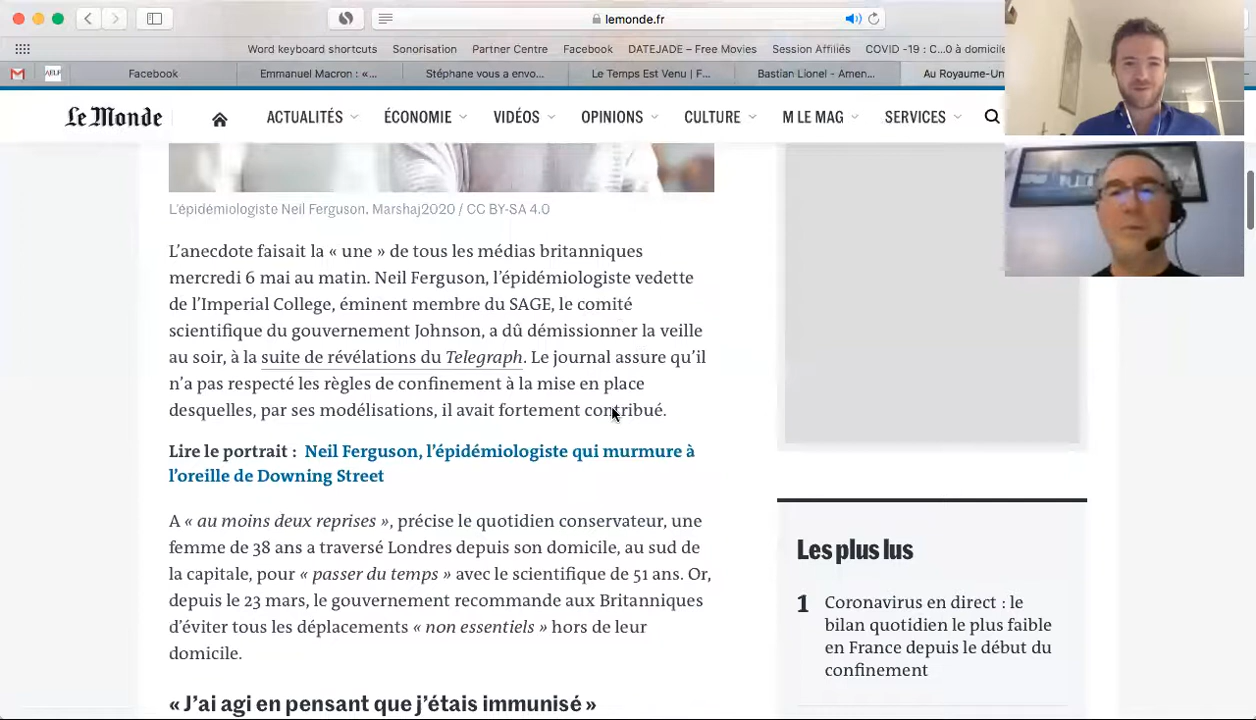 lemonde.fr
Word keyboard shortcuts Sonorisation Partner Centre Facebook DATEJADE – Free Movies Session Affiliés COVID -19 : C...0 à domicile
Facebook Emmanuel Macron : «... Stéphane vous a envo... Le Temps Est Venu | F... Bastian Lionel - Amen... Au Royaume-Un
Le Monde ACTUALITÉS ÉCONOMIE VIDÉOS OPINIONS CULTURE M LE MAG SERVICES
L'épidémiologiste Neil Ferguson. Marshaj2020 / CC BY-SA 4.0
L'anecdote faisait la « une » de tous les médias britanniques
mercredi 6 mai au matin. Neil Ferguson, l'épidémiologiste vedette
de l'Imperial College, éminent membre du SAGE, le comité
scientifique du gouvernement Johnson, a dû démissionner la veille
au soir, à la suite de révélations du Telegraph. Le journal assure qu'il
n'a pas respecté les règles de confinement à la mise en place
desquelles, par ses modélisations, il avait fortement contribué.
Lire le portrait : Neil Ferguson, l'épidémiologiste qui murmure à
l'oreille de Downing Street
A « au moins deux reprises », précise le quotidien conservateur, une
femme de 38 ans a traversé Londres depuis son domicile, au sud de
la capitale, pour « passer du temps » avec le scientifique de 51 ans. Or,
depuis le 23 mars, le gouvernement recommande aux Britanniques
d'éviter tous les déplacements « non essentiels » hors de leur
domicile.
« J'ai agi en pensant que j'étais immunisé »
Les plus lus
1 Coronavirus en direct : le
bilan quotidien le plus faible
en France depuis le début du
confinement